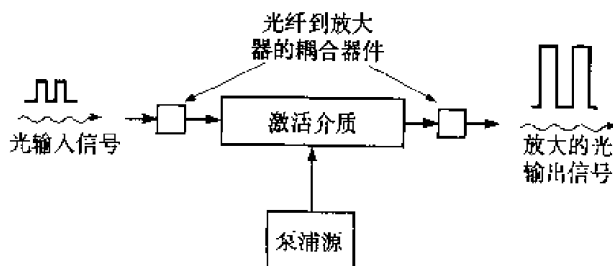 光纤到放大
器的耦合器件
光输入信号
激活介质
放大的光
输出信号
泵浦源